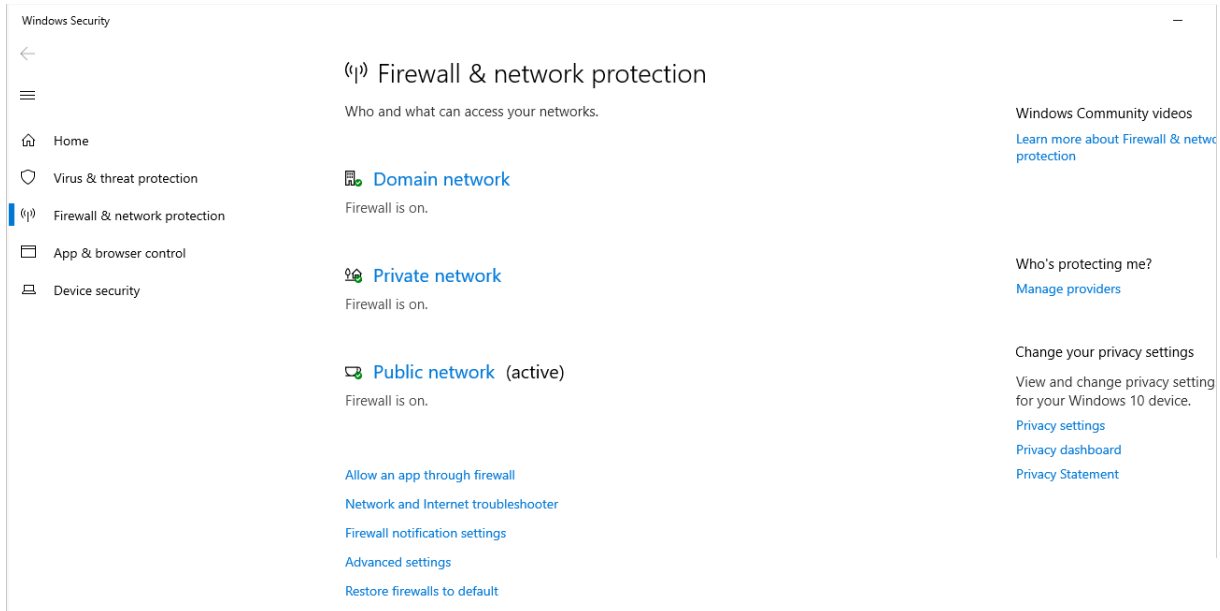 Windows Security
Home
Virus & threat protection
Firewall & network protection
App & browser control
Device security
Firewall & network protection
Who and what can access your networks.
Domain network
Firewall is on.
Private network
Firewall is on.
Public network (active)
Firewall is on.
Allow an app through firewall
Network and Internet troubleshooter
Firewall notification settings
Advanced settings
Restore firewalls to default
Windows Community videos
Learn more about Firewall &
protection
Who's protecting me?
Manage providers
Change your privacy settings
View and change privacy setting
for your Windows 10 device.
Privacy settings
Privacy dashboard
Privacy Statement